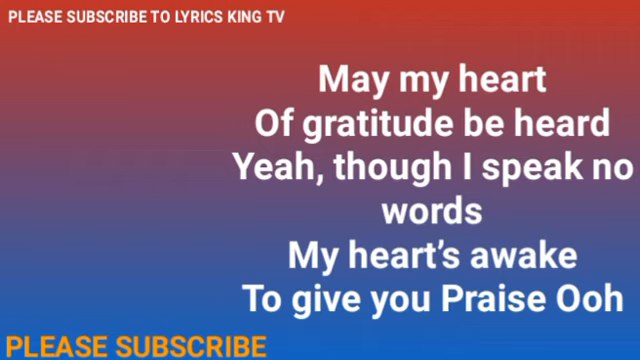 PLEASE SUBSCRIBE TO LYRICS KING TV
May my heart
Of gratitude be heard
Yeah, though I speak no
words
My heart’s awake
To give you Praise Ooh
PLEASE SUBSCRIBE